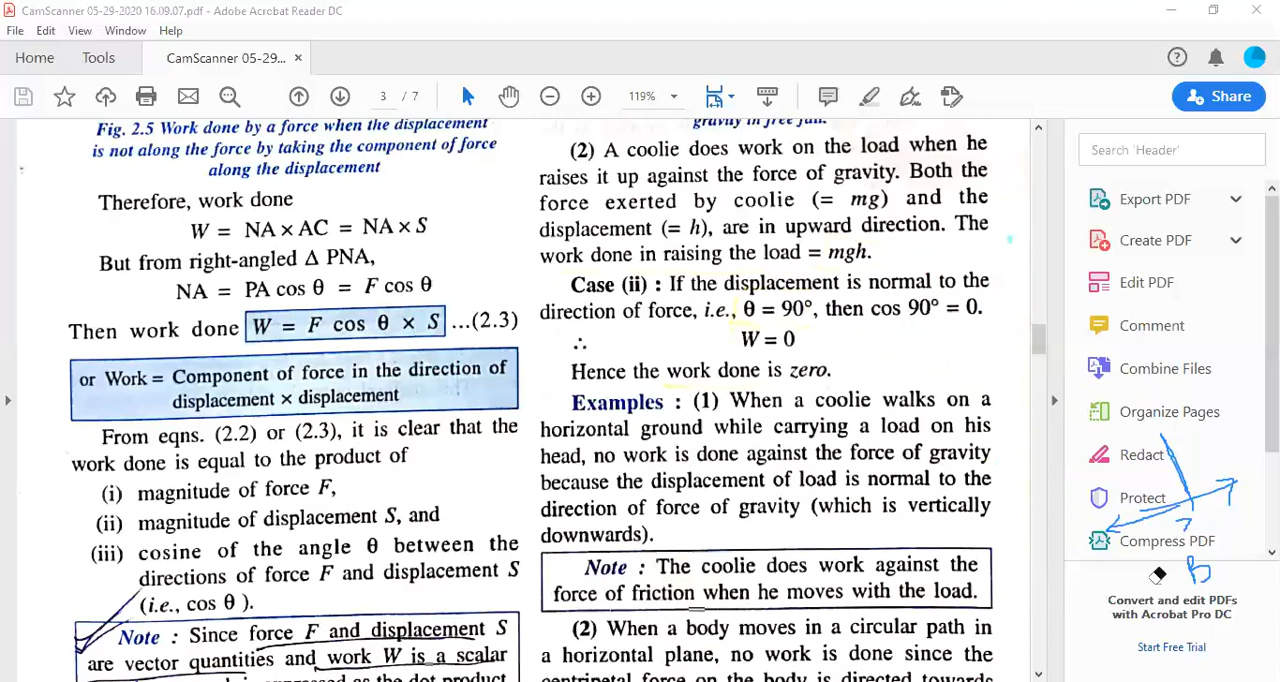 CamScanner 05-29-2020 16.09.07.pdf - Adobe Acrobat Reader DC
File Edit View Window Help
Home Tools CamScanner 05-29-2... ×
3 / 7 119% Share
Fig. 2.5 Work done by a force when the displacement
is not along the force by taking the component of force
along the displacement
Therefore, work done
W = NA × AC = NA × S
But from right-angled Δ PNA,
NA = PA cos θ = F cos θ
Then work done W = F cos θ × S ...(2.3)
or Work = Component of force in the direction of
displacement × displacement
From eqns. (2.2) or (2.3), it is clear that the
work done is equal to the product of
(i) magnitude of force F,
(ii) magnitude of displacement S, and
(iii) cosine of the angle θ between the
directions of force F and displacement S
(i.e., cos θ ).
Note : Since force F and displacement S
are vector quantities and work W is a scalar
gravity in free fall.
(2) A coolie does work on the load when he
raises it up against the force of gravity. Both the
force exerted by coolie (= mg) and the
displacement (= h), are in upward direction. The
work done in raising the load = mgh.
Case (ii) : If the displacement is normal to the
direction of force, i.e., θ = 90°, then cos 90° = 0.
∴ W = 0
Hence the work done is zero.
Examples : (1) When a coolie walks on a
horizontal ground while carrying a load on his
head, no work is done against the force of gravity
because the displacement of load is normal to the
direction of force of gravity (which is vertically
downwards).
Note : The coolie does work against the
force of friction when he moves with the load.
(2) When a body moves in a circular path in
a horizontal plane, no work is done since the
centripetal force on the body is directed towards
Search 'Header'
Export PDF
Create PDF
Edit PDF
Comment
Combine Files
Organize Pages
Redact
Protect
Compress PDF
Convert and edit PDFs
with Acrobat Pro DC
Start Free Trial